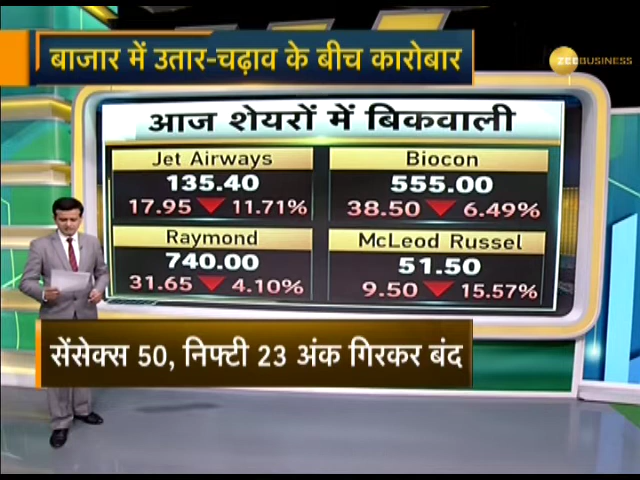 बाजार में उतार-चढ़ाव के बीच कारोबार
ZEEBUSINESS
आज शेयरों में बिकवाली
Jet Airways
135.40
17.95 11.71%
Biocon
555.00
38.50 6.49%
Raymond
740.00
31.65 4.10%
McLeod Russel
51.50
9.50 15.57%
सेंसेक्स 50, निफ्टी 23 अंक गिरकर बंद